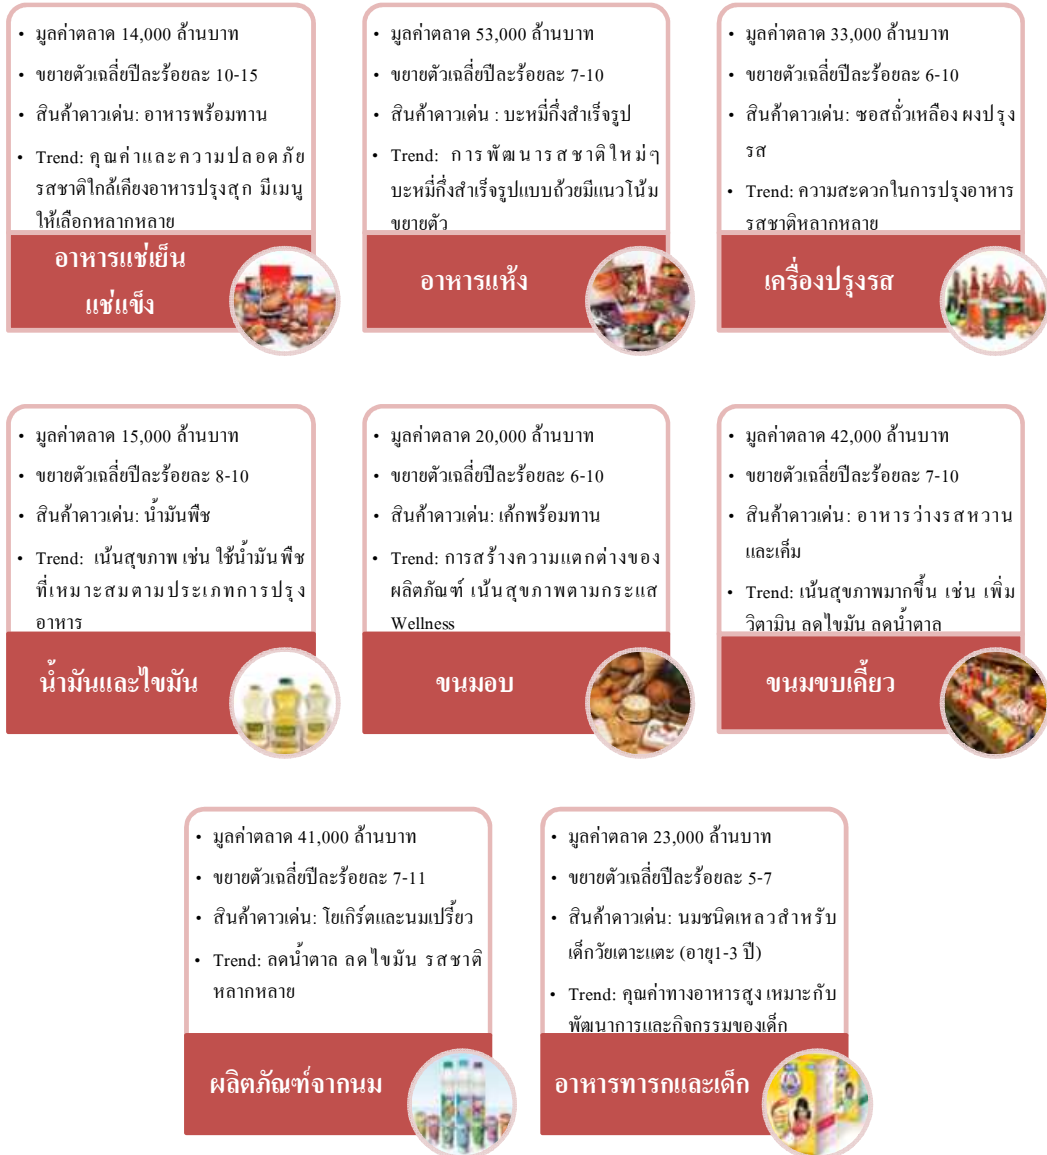 • มูลค่าตลาด 14,000 ล้านบาท
• ขยายตัวเฉลี่ยปีละร้อยละ 10-15
• สินค้าดาวเด่น: อาหารพร้อมทาน
• Trend: คุณค่าและความปลอดภัย
รสชาติใกล้เคียงอาหารปรุงสุก มีเมนู
ให้เลือกหลากหลาย
อาหารแช่เย็น
แช่แข็ง
• มูลค่าตลาด 53,000 ล้านบาท
• ขยายตัวเฉลี่ยปีละร้อยละ 7-10
• สินค้าดาวเด่น : บะหมี่กึ่งสำเร็จรูป
• Trend: การพัฒนารสชาติใหม่ๆ
บะหมี่กึ่งสำเร็จรูปแบบถ้วยมีแนวโน้ม
ขยายตัว
อาหารแห้ง
• มูลค่าตลาด 33,000 ล้านบาท
• ขยายตัวเฉลี่ยปีละร้อยละ 6-10
• สินค้าดาวเด่น: ซอสถั่วเหลือง ผงปรุง
รส
• Trend: ความสะดวกในการปรุงอาหาร
รสชาติหลากหลาย
เครื่องปรุงรส
• มูลค่าตลาด 15,000 ล้านบาท
• ขยายตัวเฉลี่ยปีละร้อยละ 8-10
• สินค้าดาวเด่น: น้ำมันพืช
• Trend: เน้นสุขภาพ เช่น ใช้น้ำมันพืช
ที่เหมาะสมตามประเภทการปรุง
อาหาร
น้ำมันและไขมัน
• มูลค่าตลาด 20,000 ล้านบาท
• ขยายตัวเฉลี่ยปีละร้อยละ 6-10
• สินค้าดาวเด่น: เค้กพร้อมทาน
• Trend: การสร้างความแตกต่างของ
ผลิตภัณฑ์ เน้นสุขภาพตามกระแส
Wellness
ขนมอบ
• มูลค่าตลาด 42,000 ล้านบาท
• ขยายตัวเฉลี่ยปีละร้อยละ 7-10
• สินค้าดาวเด่น: อาหารว่างรสหวาน
และเค็ม
• Trend: เน้นสุขภาพมากขึ้น เช่น เพิ่ม
วิตามิน ลดไขมัน ลดน้ำตาล
ขนมขบเคี้ยว
• มูลค่าตลาด 41,000 ล้านบาท
• ขยายตัวเฉลี่ยปีละร้อยละ 7-11
• สินค้าดาวเด่น: โยเกิร์ตและนมเปรี้ยว
• Trend: ลดน้ำตาล ลดไขมัน รสชาติ
หลากหลาย
ผลิตภัณฑ์จากนม
• มูลค่าตลาด 23,000 ล้านบาท
• ขยายตัวเฉลี่ยปีละร้อยละ 5-7
• สินค้าดาวเด่น: นมชนิดเหลวสำหรับ
เด็กวัยเตาะแตะ (อายุ1-3 ปี)
• Trend: คุณค่าทางอาหารสูง เหมาะกับ
พัฒนาการและกิจกรรมของเด็ก
อาหารทารกและเด็ก